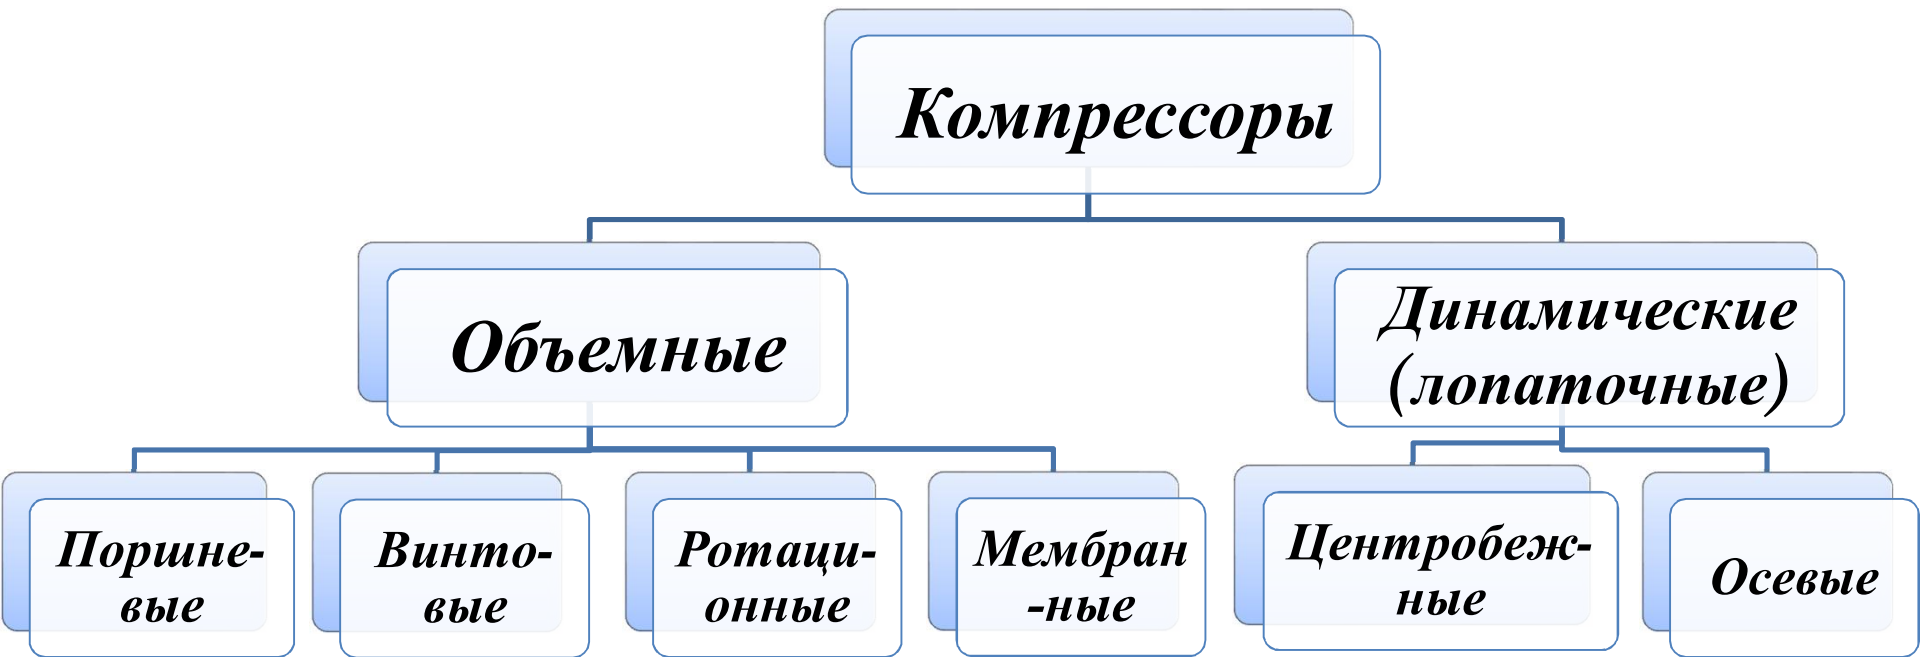 Компрессоры
Объемные
Динамические
(лопаточные)
Поршне-
вые
Винто-
вые
Ротаци-
онные
Мембран
-ные
Центробеж-
ные
Осевые